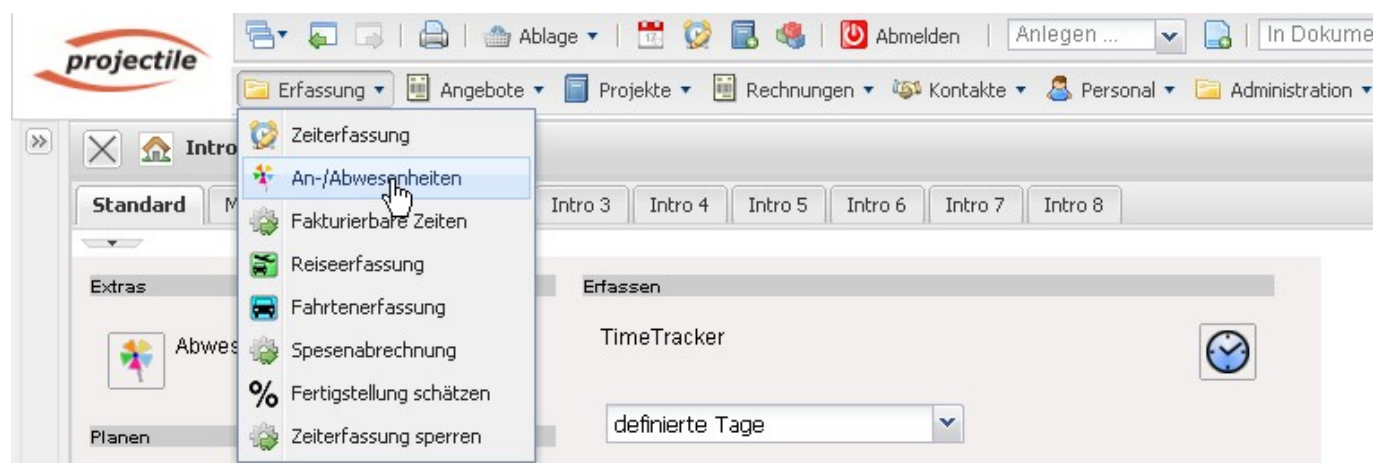 projectile
Ablage
17
Abmelden
Anlegen ...
In Dokume
Erfassung
Angebote
Projekte
Rechnungen
Kontakte
Personal
Administration
Intro
Zeiterfassung
An-/Abwesenheiten
Fakturierbare Zeiten
Reiseerfassung
Fahrtenerfassung
Spesenabrechnung
% Fertigstellung schätzen
Zeiterfassung sperren
Standard
M
Intro 3
Intro 4
Intro 5
Intro 6
Intro 7
Intro 8
Extras
Abwes
Planen
Erfassen
TimeTracker
definierte Tage